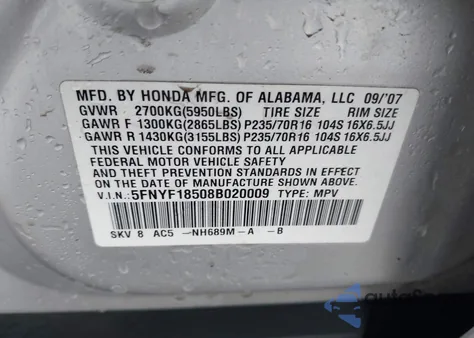 MFD. BY HONDA MFG. OF ALABAMA, LLC 09/'07
GVWR 2700KG(5950LBS) TIRE SIZE RIM SIZE
GAWR F 1300KG(2865LBS) P235/70R16 104S 16X6.5JJ
GAWR R 1430KG(3155LBS) P235/70R16 104S 16X6.5JJ
THIS VEHICLE CONFORMS TO ALL APPLICABLE
FEDERAL MOTOR VEHICLE SAFETY
AND THEFT PREVENTION STANDARDS IN EFFECT
ON THE DATE OF MANUFACTURE SHOWN ABOVE.
V.I.N.: 5FNYF18508B020009 TYPE: MPV
SKV 8 AC5 -NH689M-A -B